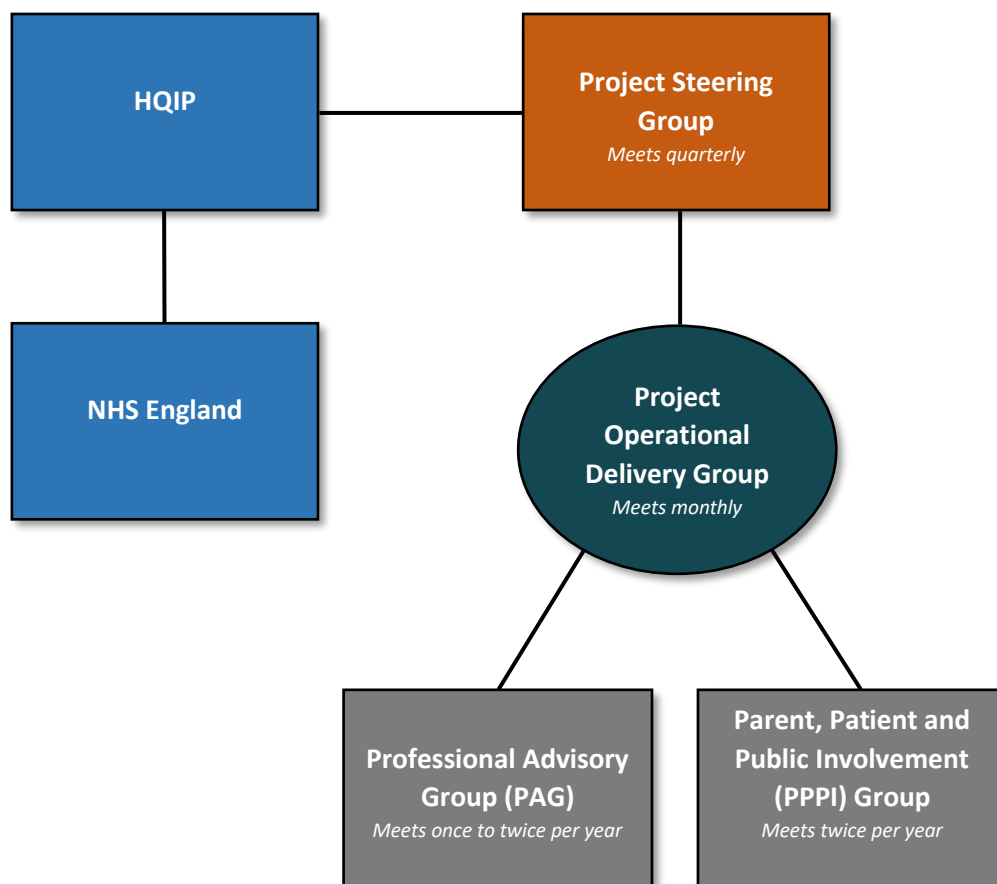 HQIP
Project Steering
Group
Meets quarterly
NHS England
Project
Operational
Delivery Group
Meets monthly
Professional Advisory
Group (PAG)
Meets once to twice per year
Parent, Patient and
Public Involvement
(PPPI) Group
Meets twice per year